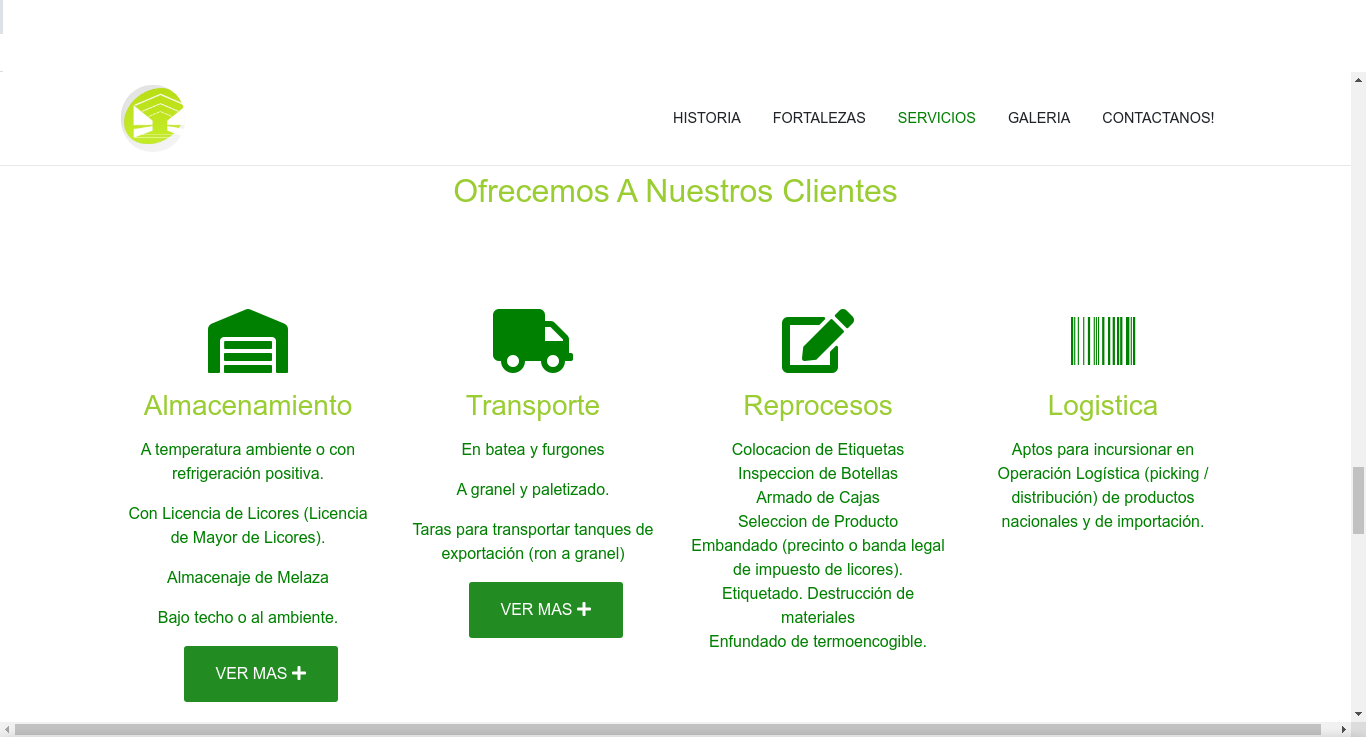 HISTORIA
FORTALEZAS
SERVICIOS
GALERIA
CONTACTANOS!
Ofrecemos A Nuestros Clientes
Almacenamiento
A temperatura ambiente o con
refrigeración positiva.
Con Licencia de Licores (Licencia
de Mayor de Licores).
Almacenaje de Melaza
Bajo techo o al ambiente.
VER MAS
Transporte
En batea y furgones
A granel y paletizado.
Taras para transportar tanques de
exportación (ron a granel)
VER MAS
Reprocesos
Colocacion de Etiquetas
Inspeccion de Botellas
Armado de Cajas
Seleccion de Producto
Embandado (precinto o banda legal
de impuesto de licores).
Etiquetado. Destrucción de
materiales
Enfundado de termoencogible.
Logistica
Aptos para incursionar en
Operación Logística (picking /
distribución) de productos
nacionales y de importación.